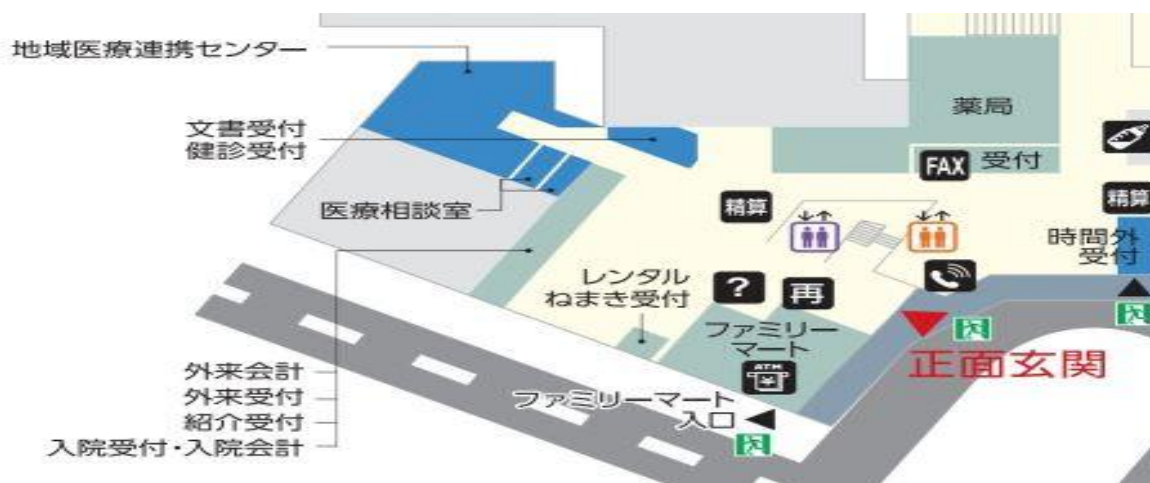 地域医療連携センター
文書受付
健診受付
医療相談室
外来会計
外来受付
紹介受付
入院受付・入院会計
薬局
FAX 受付
精算
精算
時間外
受付
レンタル
ねまき受付
?
再
ファミリー
マート
ATM
¥
正面玄関
ファミリーマート
入口